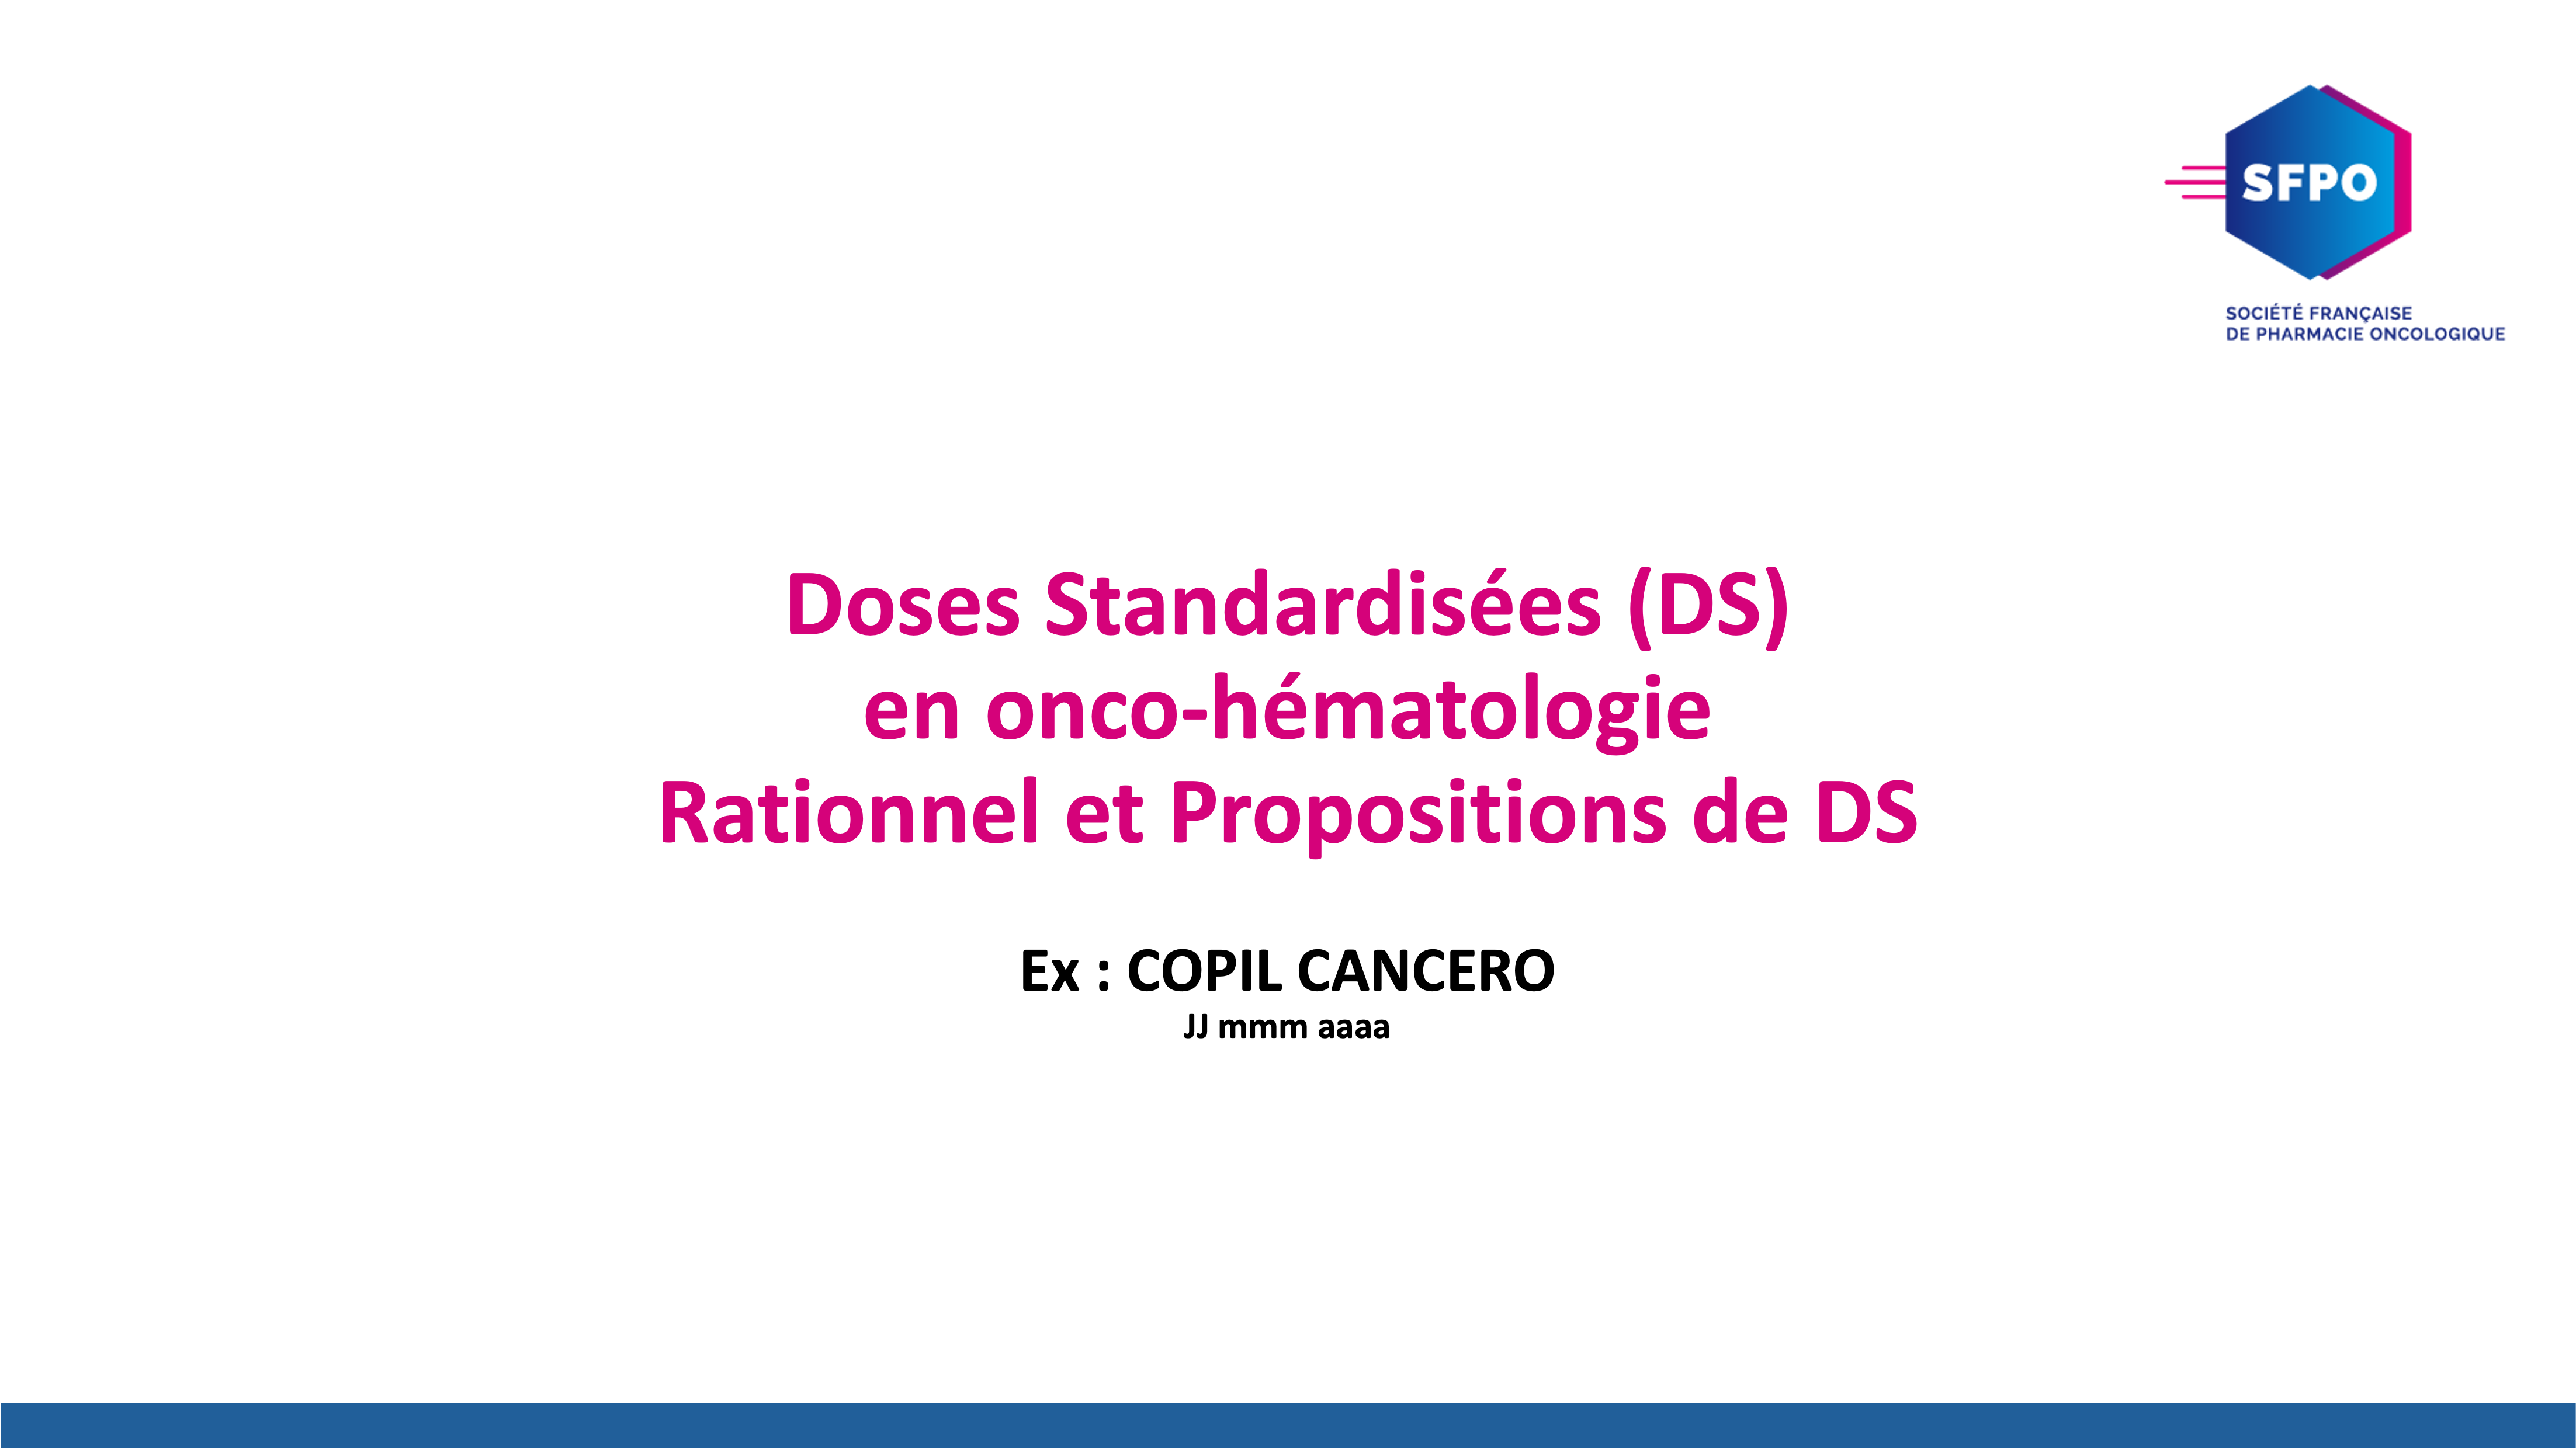 SFPO
SOCIÉTÉ FRANÇAISE
DE PHARMACIE ONCOLOGIQUE
Doses Standardisées (DS)
en onco-hématologie
Rationnel et Propositions de DS
Ex : COPIL CANCERO
JJ mmm aaaa